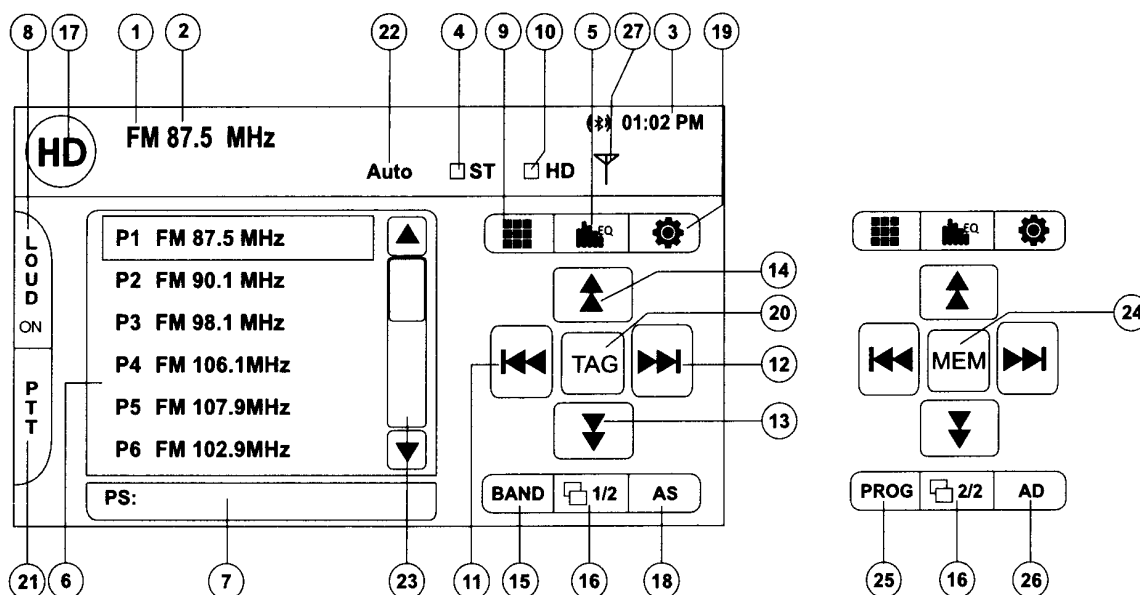 8 17 1 2 22 4 10 9 5 27 3 19
01:02 PM
HD FM 87.5 MHz
Auto ST HD
LOUD
ON
PTT
P1 FM 87.5 MHz
P2 FM 90.1 MHz
P3 FM 98.1 MHz
P4 FM 106.1MHz
P5 FM 107.9MHz
P6 FM 102.9MHz
PS:
EQ
14
20
TAG
12
13
BAND 1/2 AS
EQ
24
MEM
PROG 2/2 AD
21 6 7 23 11 15 16 18 25 16 26